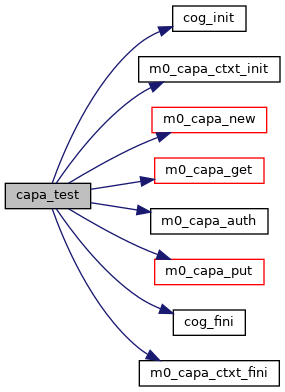 cog_init
m0_capa_ctxt_init
m0_capa_new
m0_capa_get
capa_test
m0_capa_auth
m0_capa_put
cog_fini
m0_capa_ctxt_fini